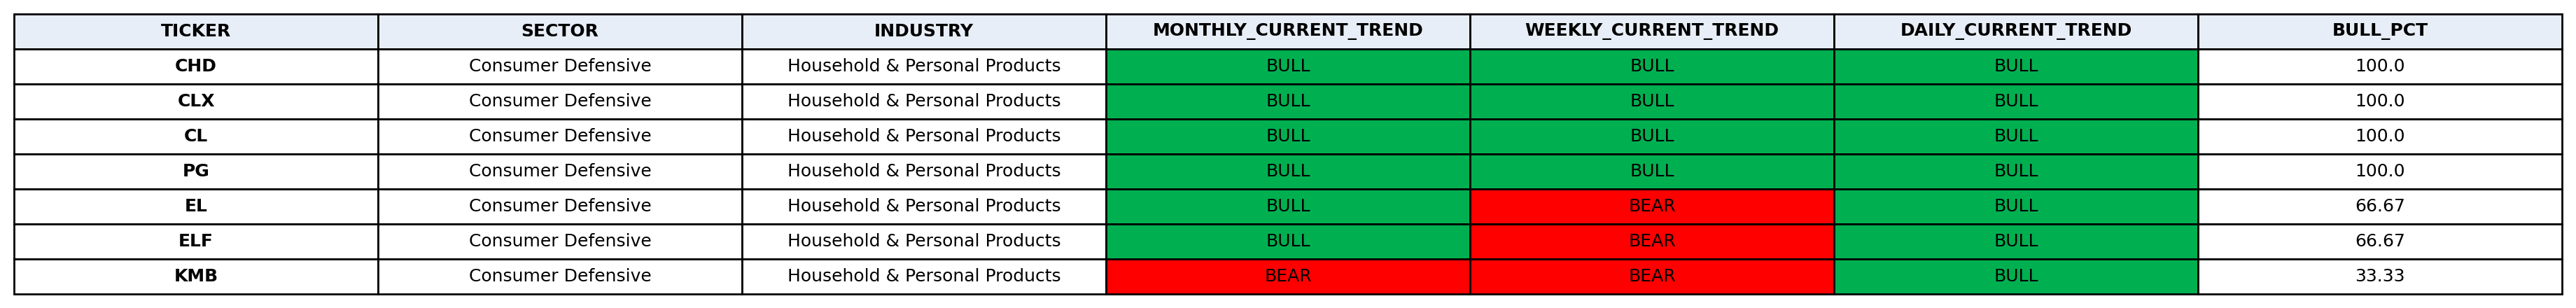 TICKER SECTOR INDUSTRY MONTHLY_CURRENT_TREND WEEKLY_CURRENT_TREND DAILY_CURRENT_TREND BULL_PCT
CHD Consumer Defensive Household & Personal Products BULL BULL BULL 100.0
CLX Consumer Defensive Household & Personal Products BULL BULL BULL 100.0
CL Consumer Defensive Household & Personal Products BULL BULL BULL 100.0
PG Consumer Defensive Household & Personal Products BULL BULL BULL 100.0
EL Consumer Defensive Household & Personal Products BULL BEAR BULL 66.67
ELF Consumer Defensive Household & Personal Products BULL BEAR BULL 66.67
KMB Consumer Defensive Household & Personal Products BEAR BEAR BULL 33.33